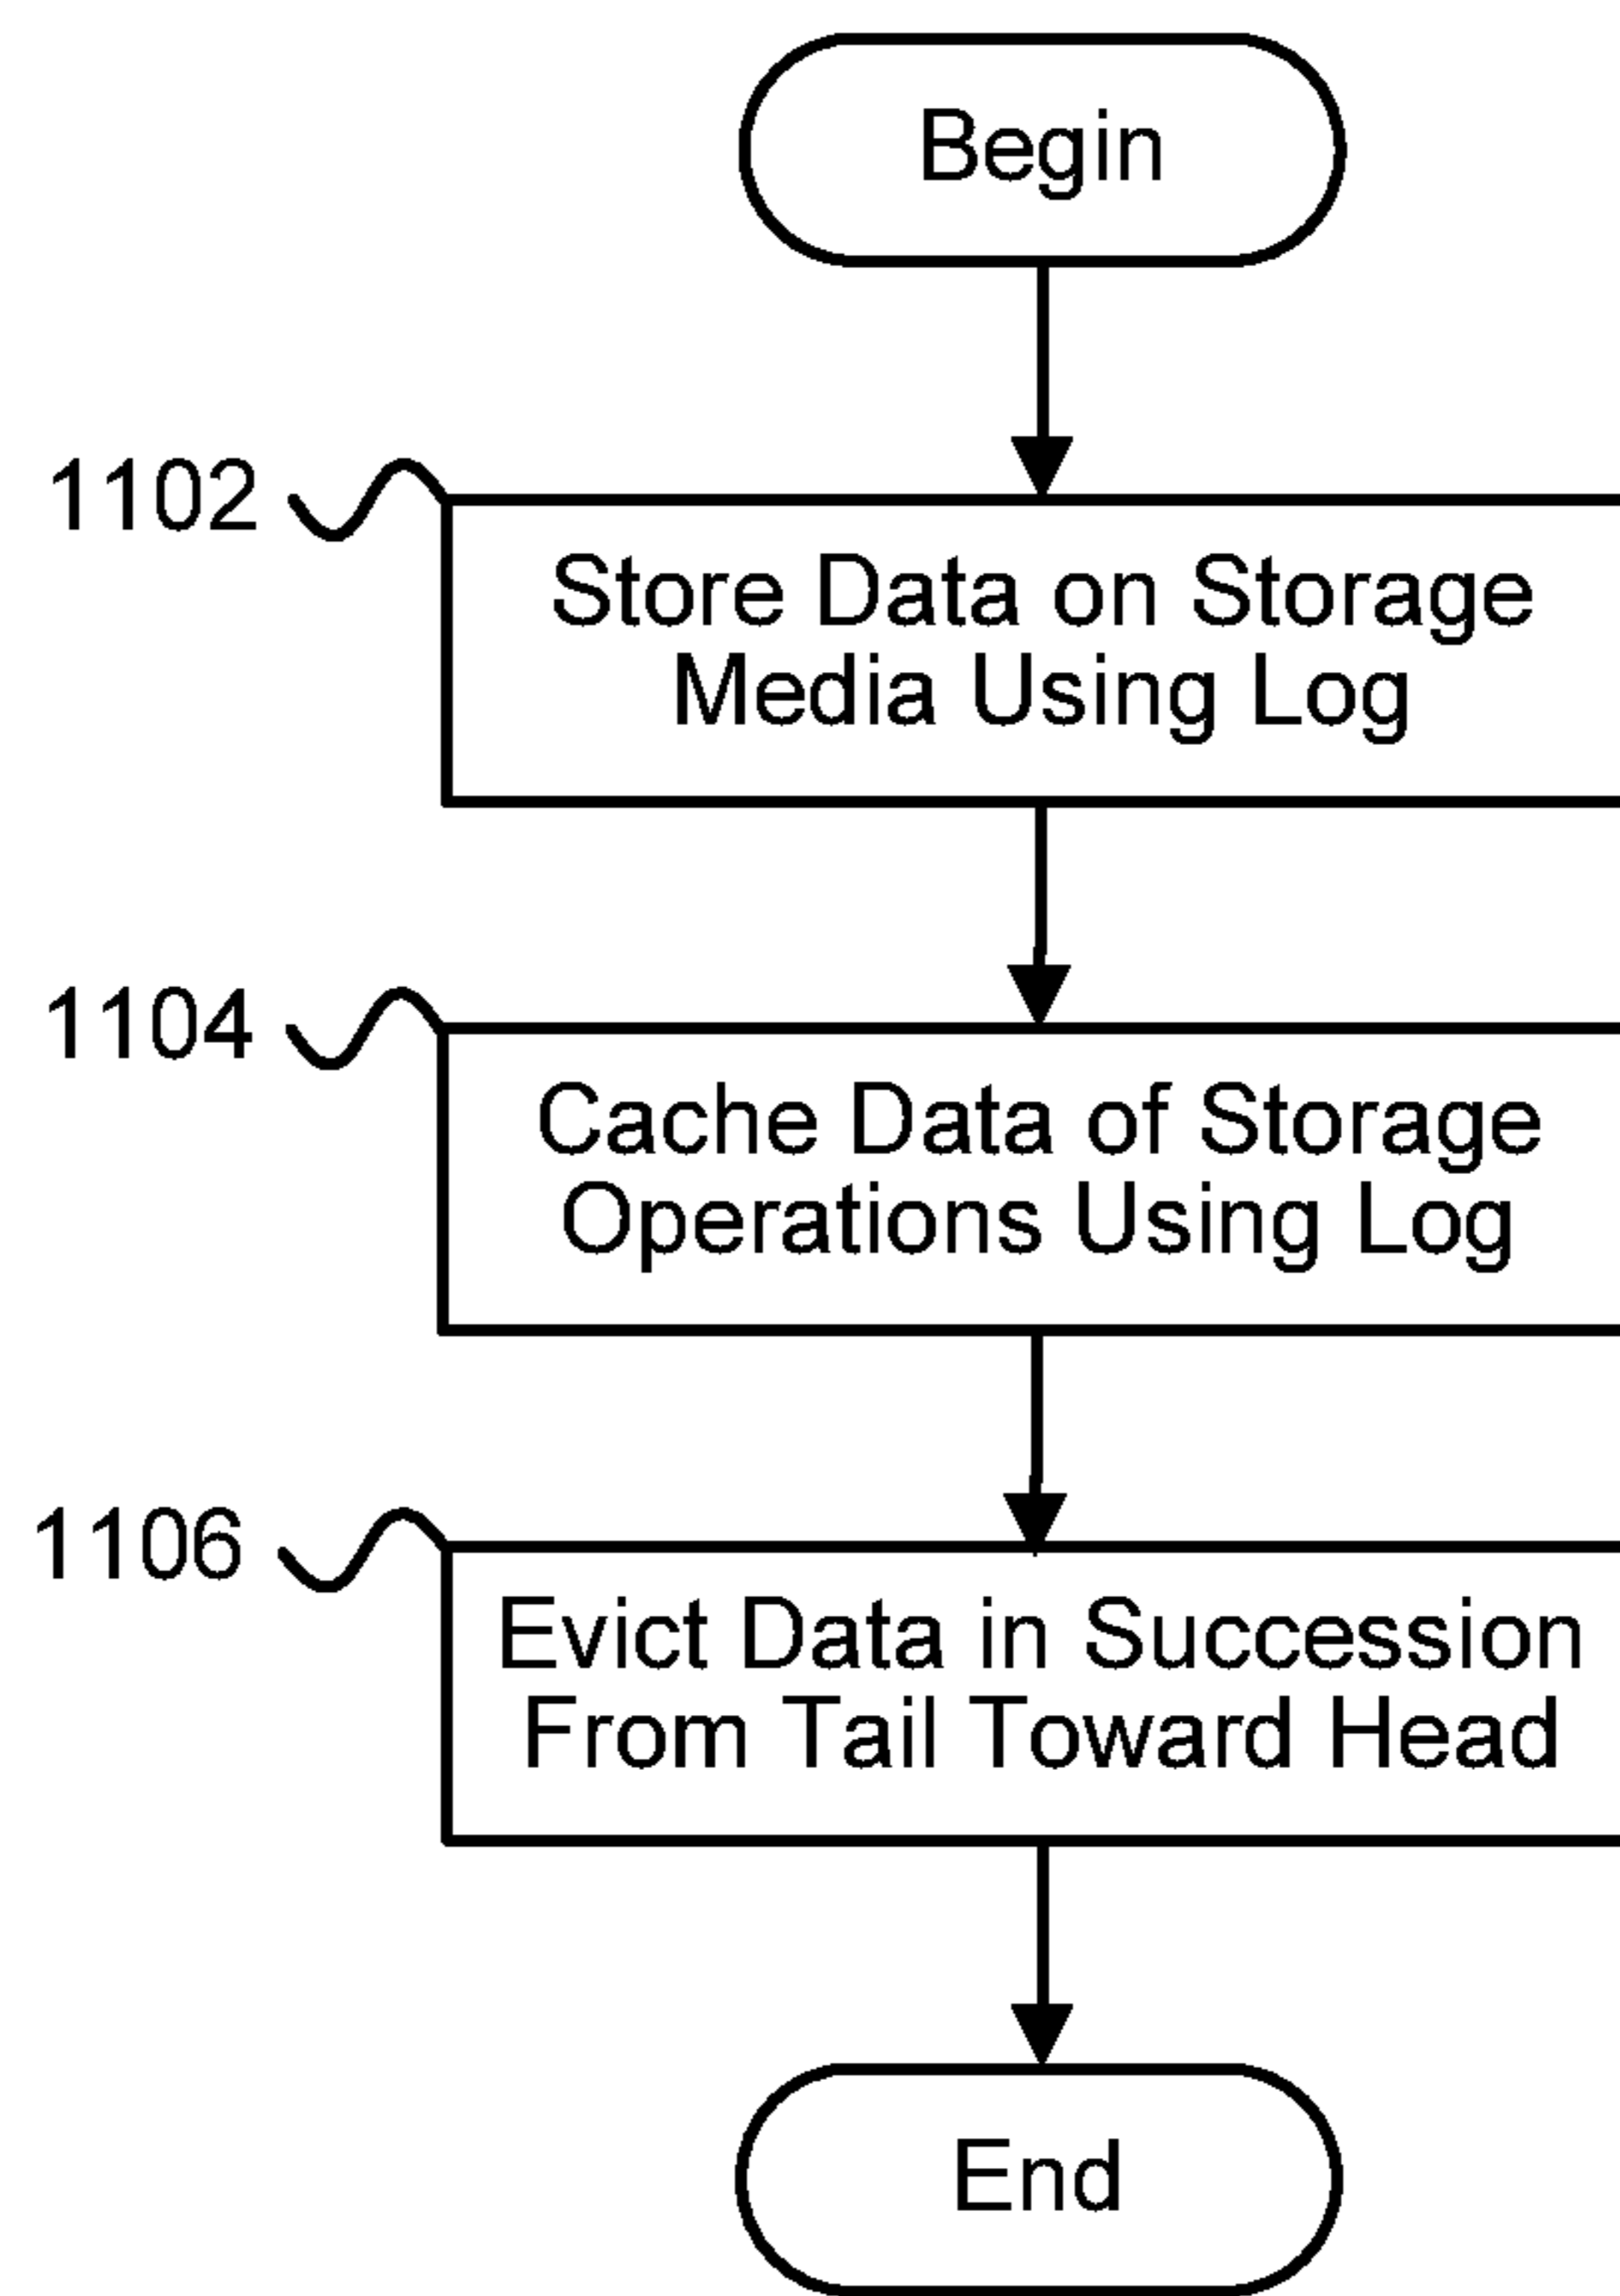 Begin
1102
Store Data on Storage
Media Using Log
1104
Cache Data of Storage
Operations Using Log
1106
Evict Data in Succession
From Tail Toward Head
End